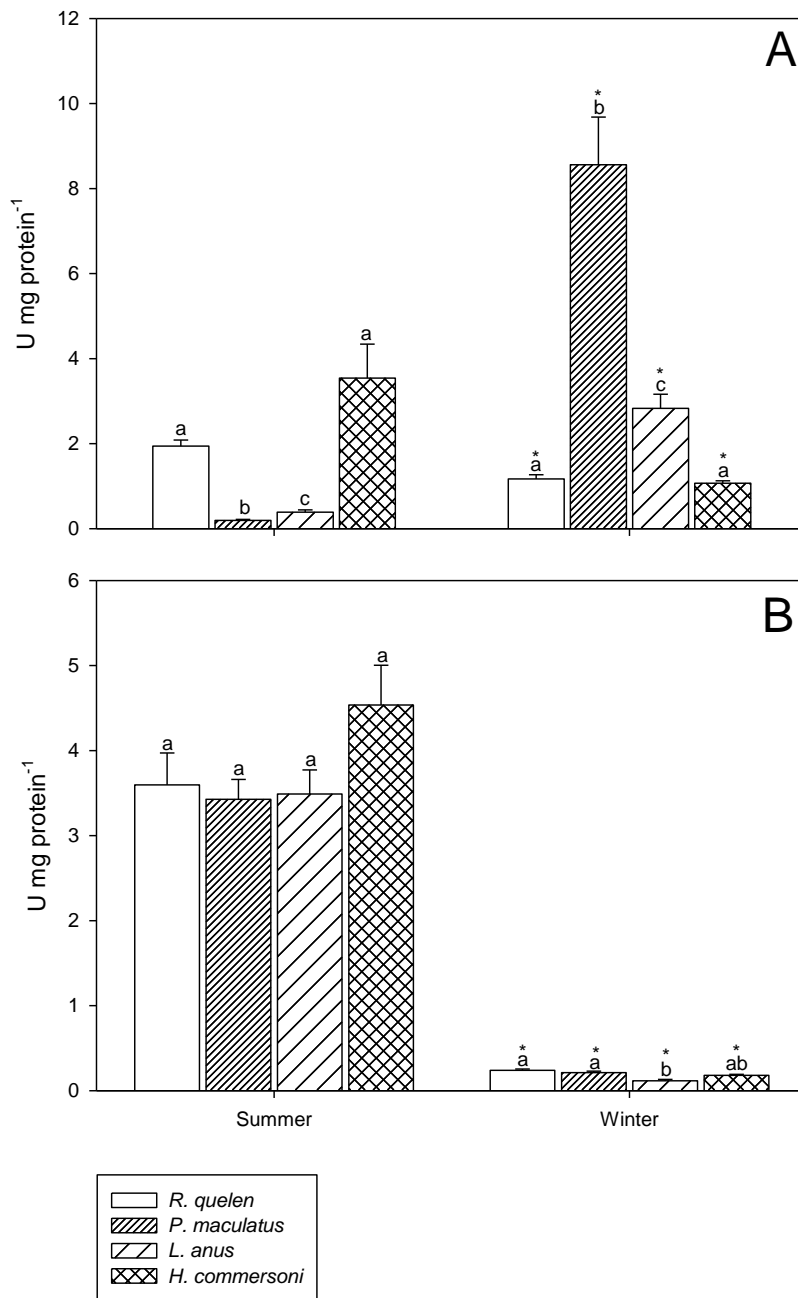 A
12
10
8
6
4
2
0
U mg protein⁻¹
a
b
c
a
*
a
*
b
*
c
*
a
B
6
5
4
3
2
1
0
U mg protein⁻¹
a
a
a
a
*
a
*
a
*
b
*
ab
Summer
Winter
R. quelen
P. maculatus
L. anus
H. commersoni